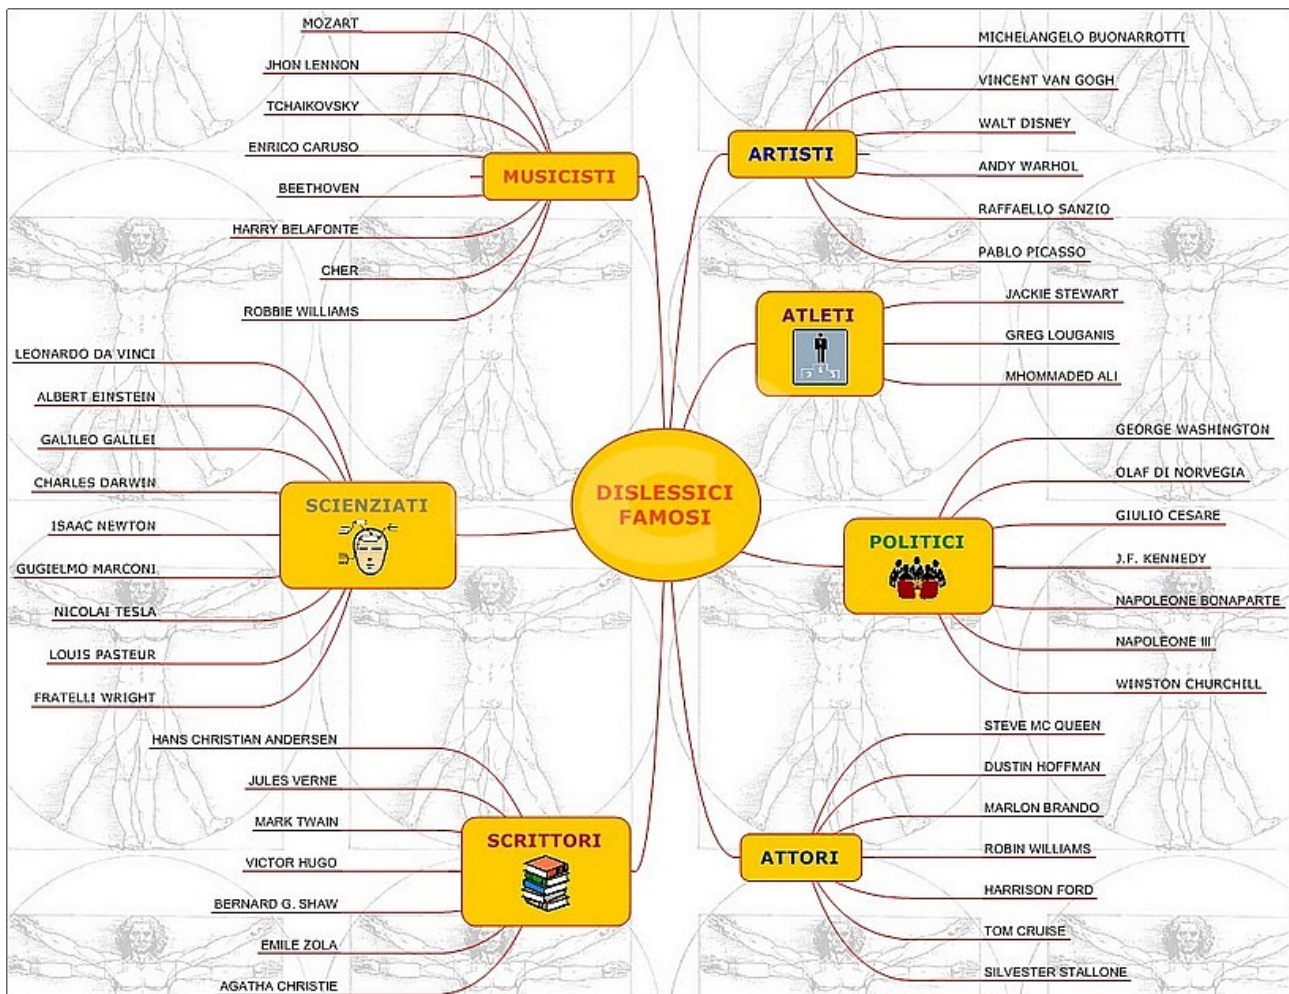 DISLESSICI
FAMOSI
MUSICISTI
MOZART
JHON LENNON
TCHAIKOVSKY
ENRICO CARUSO
BEETHOVEN
HARRY BELAFONTE
CHER
ROBBIE WILLIAMS
SCIENZIATI
LEONARDO DA VINCI
ALBERT EINSTEIN
GALILEO GALILEI
CHARLES DARWIN
ISAAC NEWTON
GUGIELMO MARCONI
NICOLAI TESLA
LOUIS PASTEUR
FRATELLI WRIGHT
SCRITTORI
HANS CHRISTIAN ANDERSEN
JULES VERNE
MARK TWAIN
VICTOR HUGO
BERNARD G. SHAW
EMILE ZOLA
AGATHA CHRISTIE
ARTISTI
MICHELANGELO BUONARROTTI
VINCENT VAN GOGH
WALT DISNEY
ANDY WARHOL
RAFFAELLO SANZIO
PABLO PICASSO
ATLETI
JACKIE STEWART
GREG LOUGANIS
MHOMMADED ALI
POLITICI
GEORGE WASHINGTON
OLAF DI NORVEGIA
GIULIO CESARE
J.F. KENNEDY
NAPOLEONE BONAPARTE
NAPOLEONE III
WINSTON CHURCHILL
ATTORI
STEVE MC QUEEN
DUSTIN HOFFMAN
MARLON BRANDO
ROBIN WILLIAMS
HARRISON FORD
TOM CRUISE
SILVESTER STALLONE